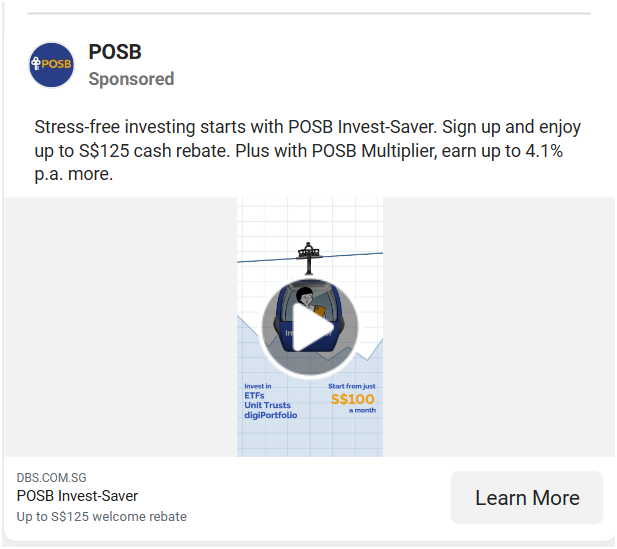 POSB
POSB
Sponsored
Stress-free investing starts with POSB Invest-Saver. Sign up and enjoy
up to S$125 cash rebate. Plus with POSB Multiplier, earn up to 4.1%
p.a. more.
Invest in
ETFs
Unit Trusts
digiPortfolio
Start from just
S$100
a month
DBS.COM.SG
POSB Invest-Saver
Up to S$125 welcome rebate
Learn More